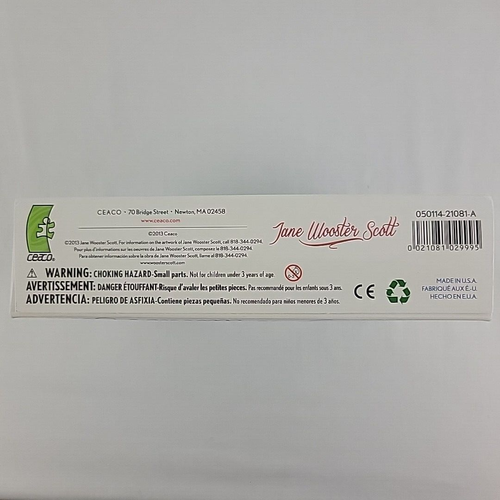 CEACO • 70 Bridge Street • Newton, MA 02458
www.ceaco.com
©2013 Ceaco
©2013 Jane Wooster Scott. For information on the artwork of Jane Wooster Scott, call 818-344-0294.
Pour plus d'informations sur les oeuvres de Jane Wooster Scott, composez le 818-344-0294.
Para obtener información sobre la obra de Jane Wooster Scott, llame al 818-344-0294.
www.woosterscott.com
ceaco
Jane Wooster Scott
050114-21081-A
0 21081 02999 5
WARNING: CHOKING HAZARD-Small parts. Not for children under 3 years of age.
AVERTISSEMENT: DANGER ÉTOUFFANT-Risque d'avaler les petites pieces. Pas recommandé pour les enfants sous 3 ans.
ADVERTENCIA: PELIGRO DE ASFIXIA-Contiene piezas pequeñas. No recomendado para niños menores de 3 años.
0-3
CE
MADE IN U.S.A.
FABRIQUÉ AUX É.-U.
HECHO EN E.U.A.